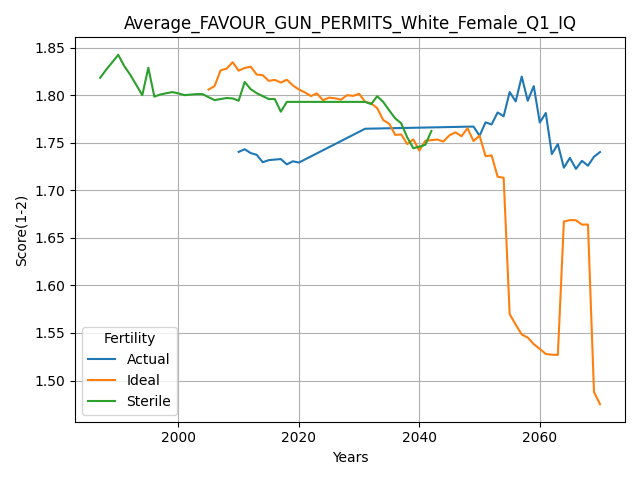 Average_FAVOUR_GUN_PERMITS_White_Female_Q1_IQ
Score(1-2)
1.85
1.80
1.75
1.70
1.65
1.60
1.55
1.50
Fertility
Actual
Ideal
Sterile
2000 2020 2040 2060
Years